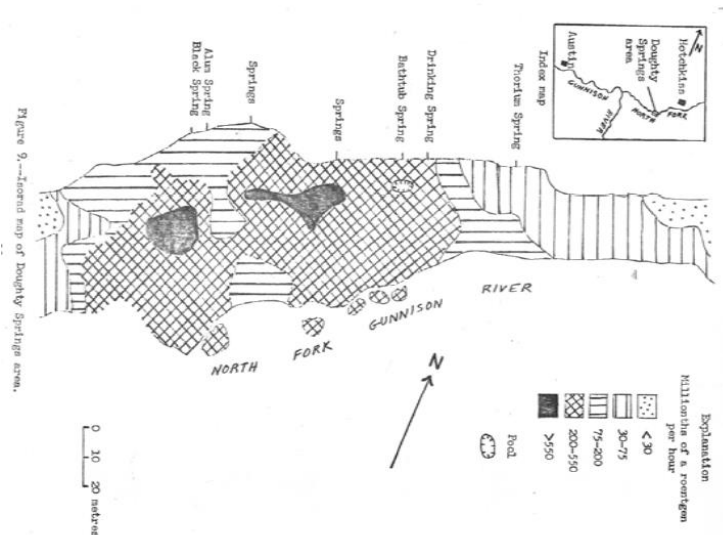 Index map
Hotchkiss
Doughty
Springs
area
Austin
GUNNISON
NORTH
FORK
N
Thorium Spring
Drinking Spring
Bathtub Spring
Springs
Springs
Alum Spring
Black Spring
NORTH
FORK
GUNNISON
RIVER
N
Explanation
Millionths of a roentgen
per hour
<30
30-75
75-200
200-550
>550
Pool
0 10 20 metres
Figure 9.--Isorad map of Doughty Springs area.